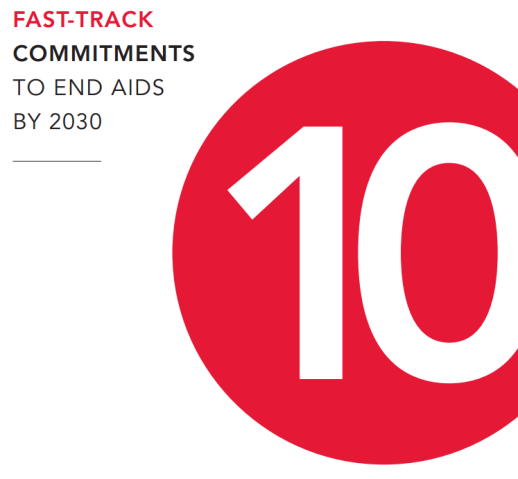 FAST-TRACK
COMMITMENTS
TO END AIDS
BY 2030
10